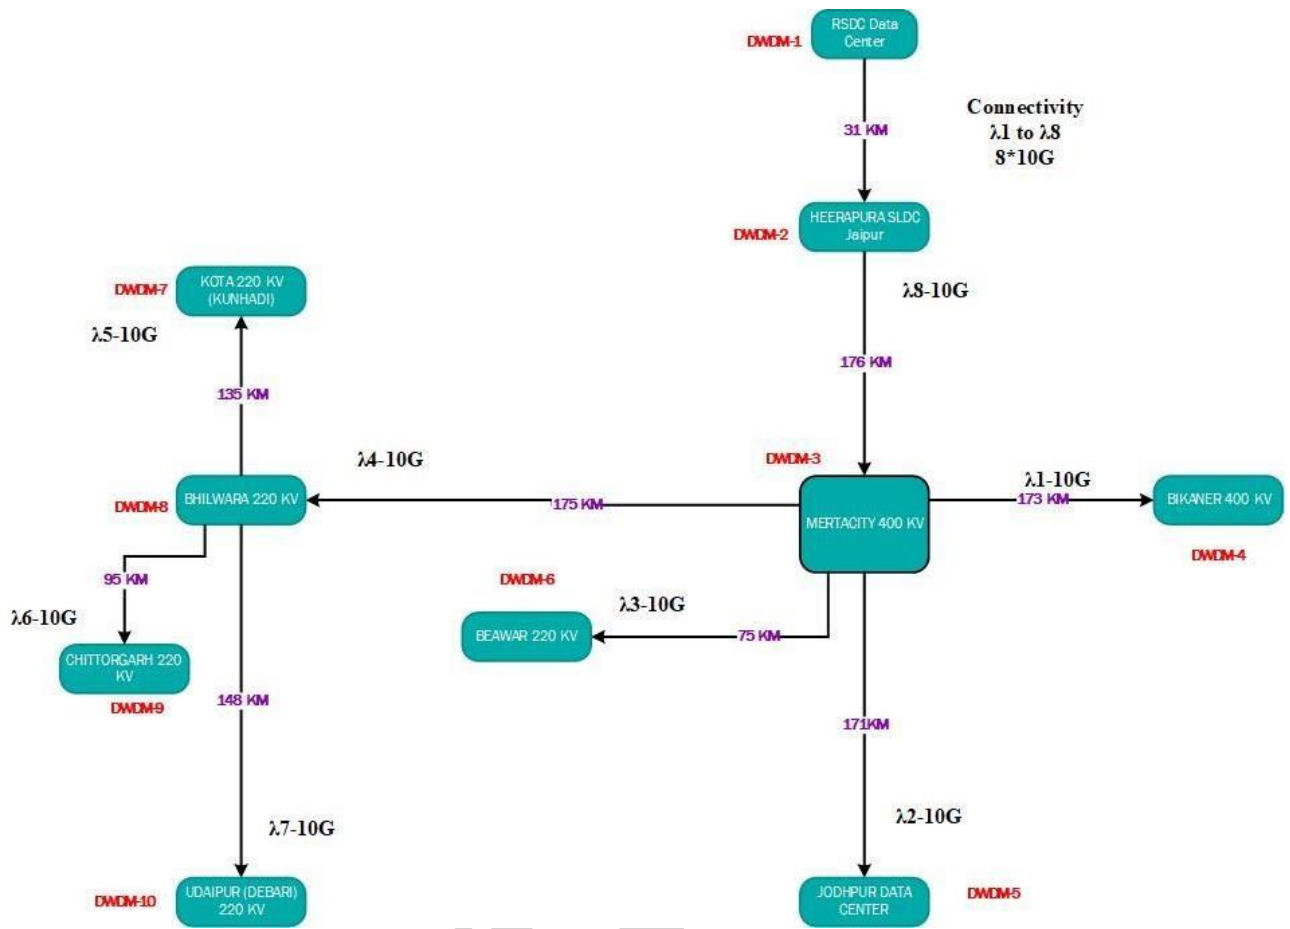 RSDC Data
Center
DWDM-1
31 KM
Connectivity
λ1 to λ8
8*10G
HEERAPURA SLDC
Jaipur
DWDM-2
λ8-10G
176 KM
KOTA 220 KV
(KUNHADI)
DWDM-7
λ5-10G
135 KM
λ4-10G
DWDM-3
BHILWARA 220 KV
DWDM-8
175 KM
MERTACITY 400 KV
λ1-10G
173 KM
BIKANER 400 KV
DWDM-4
95 KM
λ6-10G
CHITTORGARH 220
KV
DWDM-9
148 KM
DWDM-6
λ3-10G
BEAWAR 220 KV
75 KM
171KM
λ7-10G
λ2-10G
DWDM-10
UDAIPUR (DEBARI)
220 KV
JODHPUR DATA
CENTER
DWDM-5